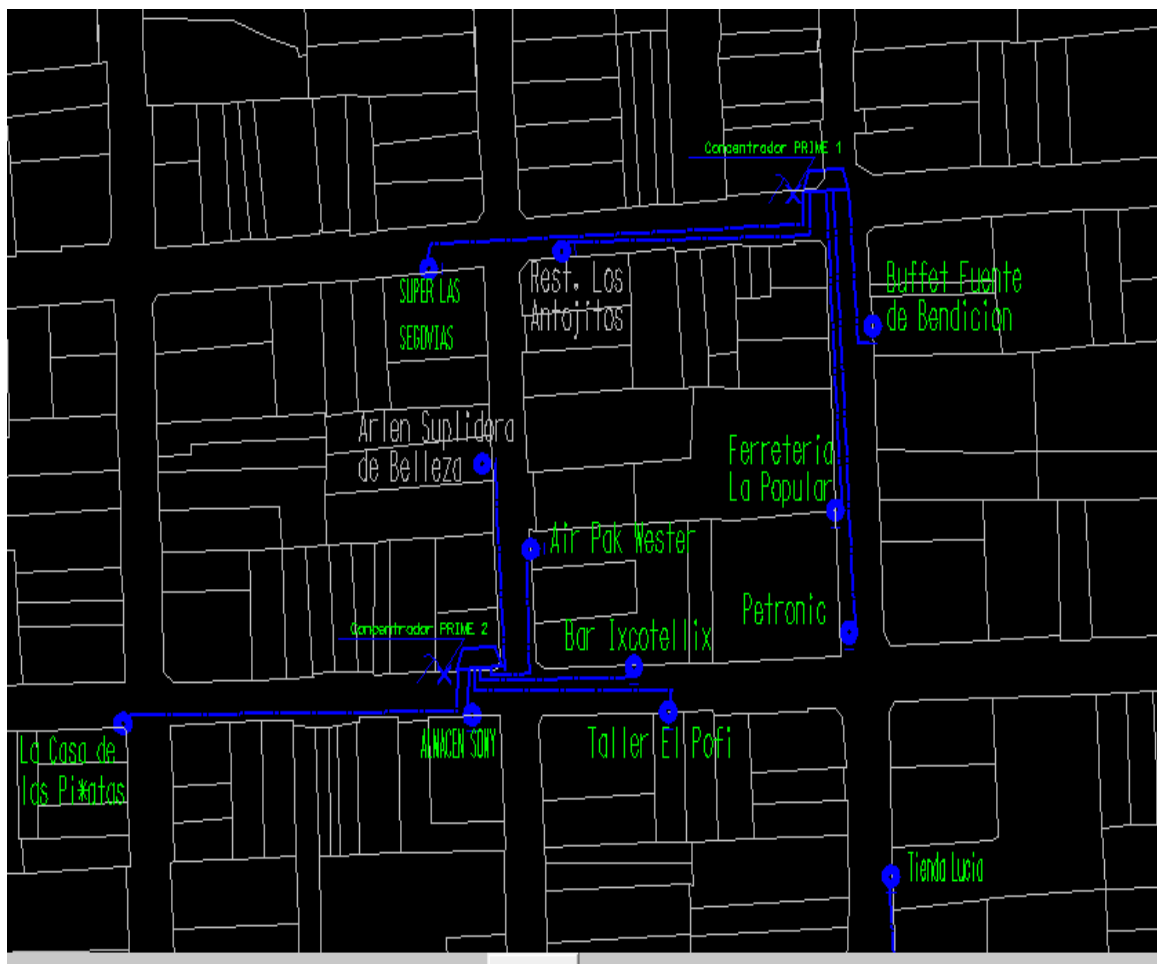 Concentrador PRIME 1
SUPER LAS
SEGOVIAS
Rest. Los
Antojitos
Buffet Fuente
de Bendicion
Arlen Suplidora
de Belleza
Ferreteria
La Popular
Air Pak Wester
Petronic
Concentrador PRIME 2
Bar Ixcotellix
La Casa de
las Pi*atas
ALMACEN SONY
Taller El Pofi
Tienda Lucia